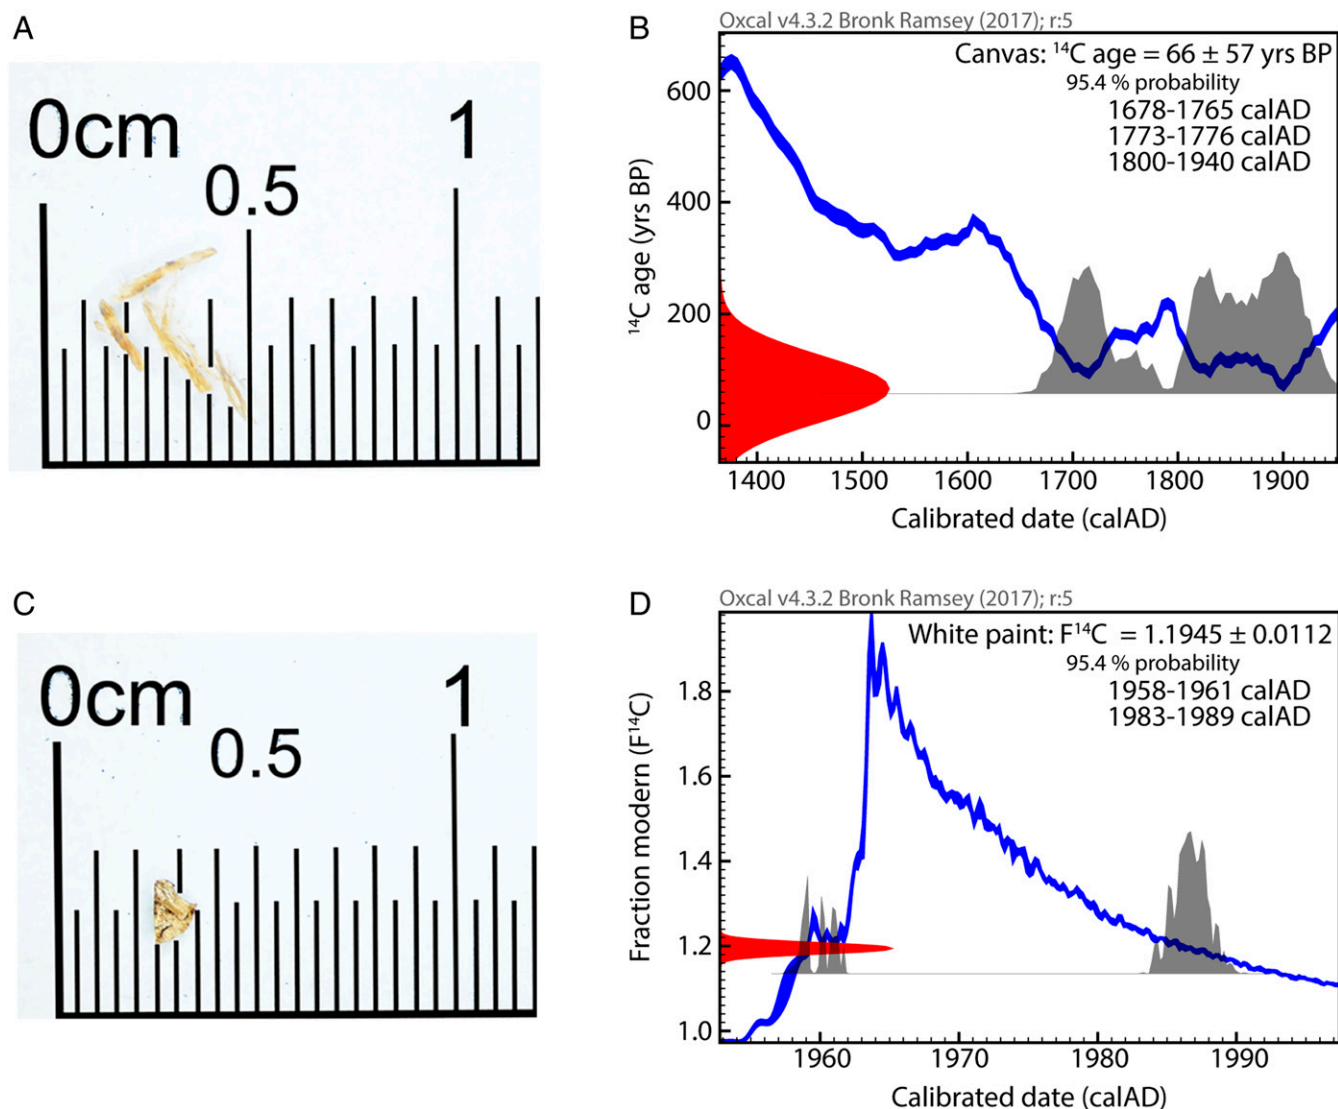 A
0cm
0.5
1
B
Oxcal v4.3.2 Bronk Ramsey (2017); r:5
Canvas: ¹⁴C age = 66 ± 57 yrs BP
95.4 % probability
1678-1765 calAD
1773-1776 calAD
1800-1940 calAD
¹⁴C age (yrs BP)
600
400
200
0
1400 1500 1600 1700 1800 1900
Calibrated date (calAD)
C
0cm
0.5
1
D
Oxcal v4.3.2 Bronk Ramsey (2017); r:5
White paint: F¹⁴C = 1.1945 ± 0.0112
95.4 % probability
1958-1961 calAD
1983-1989 calAD
Fraction modern (F¹⁴C)
1.8
1.6
1.4
1.2
1.0
1960 1970 1980 1990
Calibrated date (calAD)